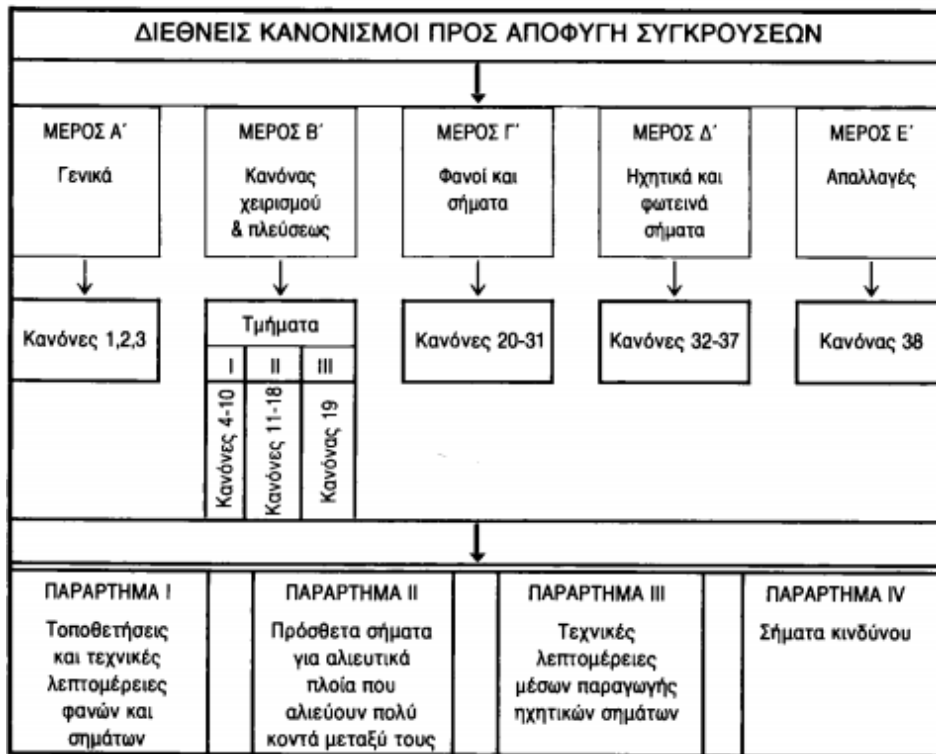 ΔΙΕΘΝΕΙΣ ΚΑΝΟΝΙΣΜΟΙ ΠΡΟΣ ΑΠΟΦΥΓΗ ΣΥΓΚΡΟΥΣΕΩΝ
ΜΕΡΟΣ Α΄
Γενικά
ΜΕΡΟΣ Β΄
Κανόνας
χειρισμού
& πλεύσεως
ΜΕΡΟΣ Γ΄
Φανοί και
σήματα
ΜΕΡΟΣ Δ΄
Ηχητικά και
φωτεινά
σήματα
ΜΕΡΟΣ Ε΄
Απαλλαγές
Κανόνες 1,2,3
Τμήματα
I
II
III
Κανόνες 4-10
Κανόνες 11-18
Κανόνας 19
Κανόνες 20-31
Κανόνες 32-37
Κανόνας 38
ΠΑΡΑΡΤΗΜΑ I
Τοποθετήσεις
και τεχνικές
λεπτομέρειες
φανών και
σημάτων
ΠΑΡΑΡΤΗΜΑ II
Πρόσθετα σήματα
για αλιευτικά
πλοία που
αλιεύουν πολύ
κοντά μεταξύ τους
ΠΑΡΑΡΤΗΜΑ III
Τεχνικές
λεπτομέρειες
μέσων παραγωγής
ηχητικών σημάτων
ΠΑΡΑΡΤΗΜΑ IV
Σήματα κινδύνου